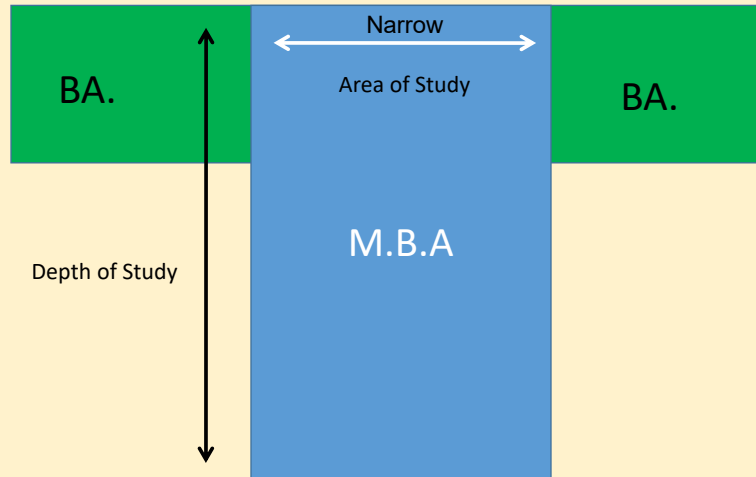 Narrow
Area of Study
BA.
BA.
M.B.A
Depth of Study